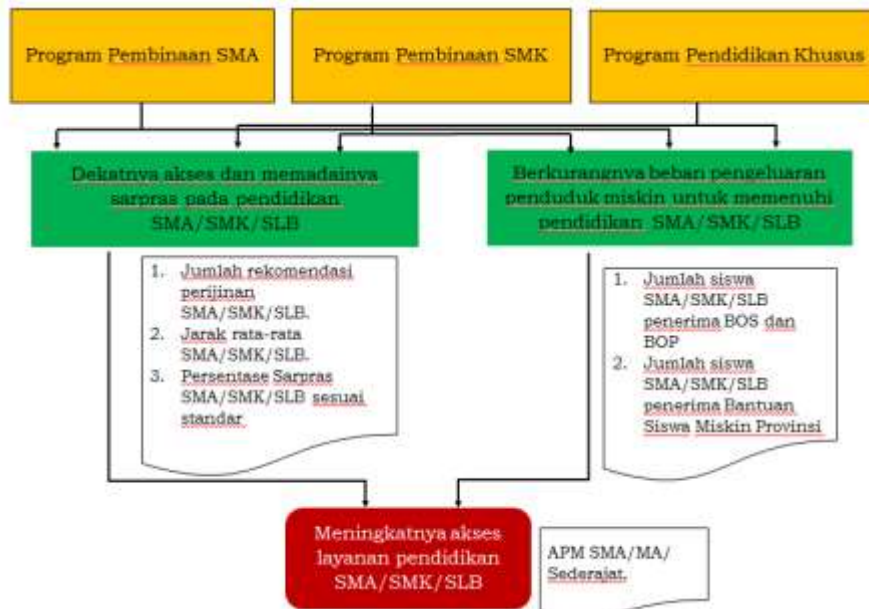 Program Pembinaan SMA
Program Pembinaan SMK
Program Pendidikan Khusus
Dekatnya akses dan memadainya
sarpras pada pendidikan
SMA/SMK/SLB
Berkurangnya beban pengeluaran
penduduk miskin untuk memenuhi
pendidikan SMA/SMK/SLB
1. Jumlah rekomendasi
perijinan
SMA/SMK/SLB.
2. Jarak rata-rata
SMA/SMK/SLB.
3. Persentase Sarpras
SMA/SMK/SLB sesuai
standar
1. Jumlah siswa
SMA/SMK/SLB
penerima BOS dan
BOP
2. Jumlah siswa
SMA/SMK/SLB
penerima Bantuan
Siswa Miskin Provinsi
Meningkatnya akses
layanan pendidikan
SMA/SMK/SLB
APM SMA/MA/
Sederajat.